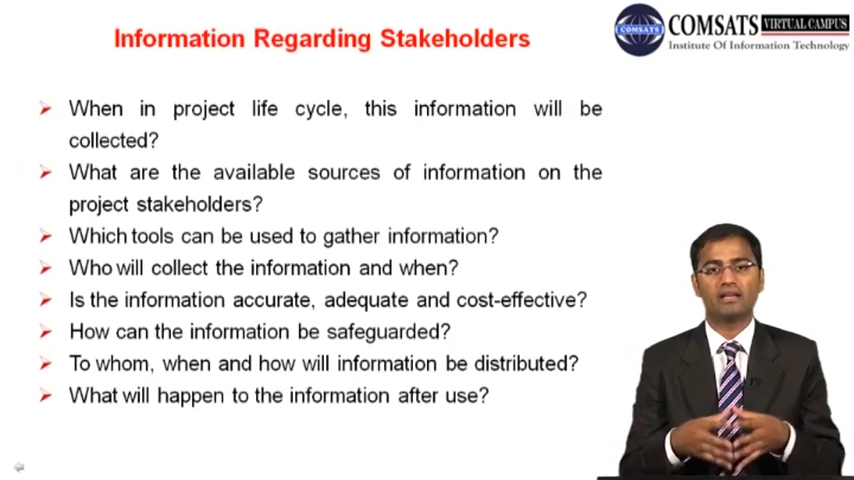 Information Regarding Stakeholders
COMSATS VIRTUAL CAMPUS
Institute Of Information Technology
COMSATS
When in project life cycle, this information will be
collected?
What are the available sources of information on the
project stakeholders?
Which tools can be used to gather information?
Who will collect the information and when?
Is the information accurate, adequate and cost-effective?
How can the information be safeguarded?
To whom, when and how will information be distributed?
What will happen to the information after use?